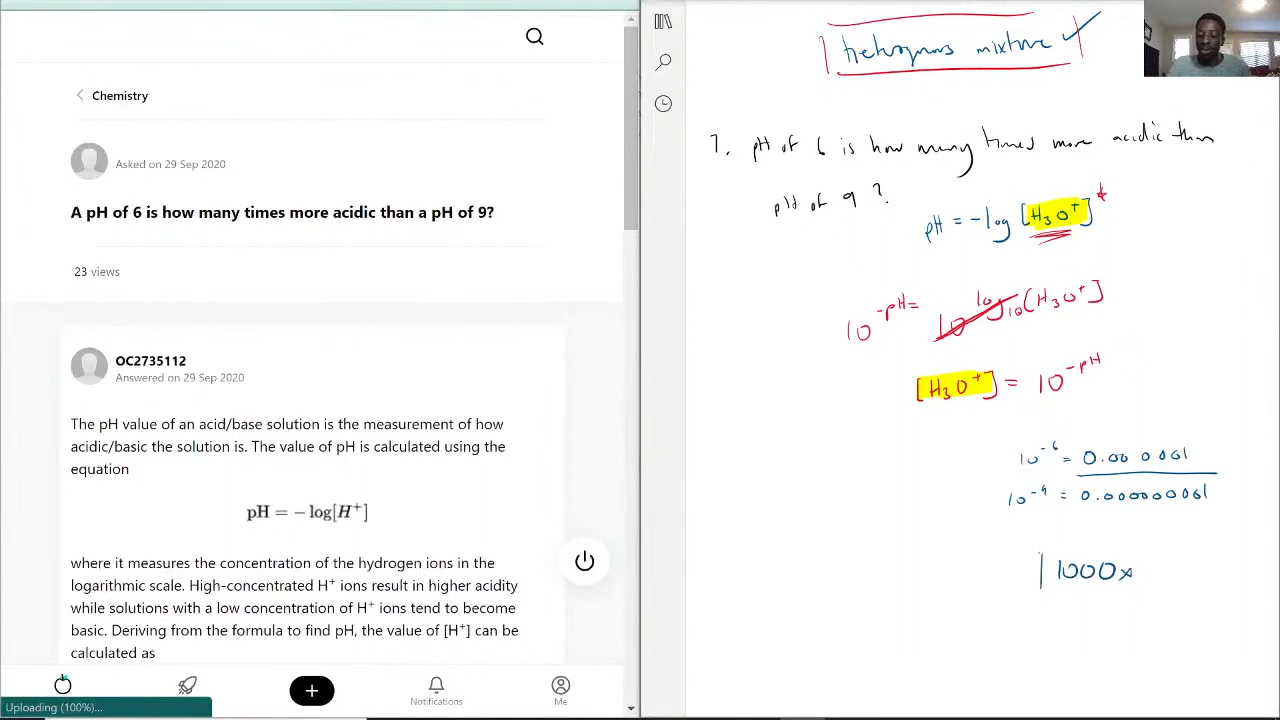 Chemistry
Asked on 29 Sep 2020
A pH of 6 is how many times more acidic than a pH of 9?
23 views
OC2735112
Answered on 29 Sep 2020
The pH value of an acid/base solution is the measurement of how
acidic/basic the solution is. The value of pH is calculated using the
equation
pH = − log[H⁺]
where it measures the concentration of the hydrogen ions in the
logarithmic scale. High-concentrated H⁺ ions result in higher acidity
while solutions with a low concentration of H⁺ ions tend to become
basic. Deriving from the formula to find pH, the value of [H⁺] can be
calculated as
Notifications
Me
Uploading (100%)...
mixture
7. pH of 6 is how many times more acidic than
pH of 9?
pH = -log[H₃O⁺]
10^-pH = 10^log₁₀(H₃O⁺]
[H₃O⁺] = 10^-pH
10^-6 = 0.000001
10^-9 = 0.000000001
1000x